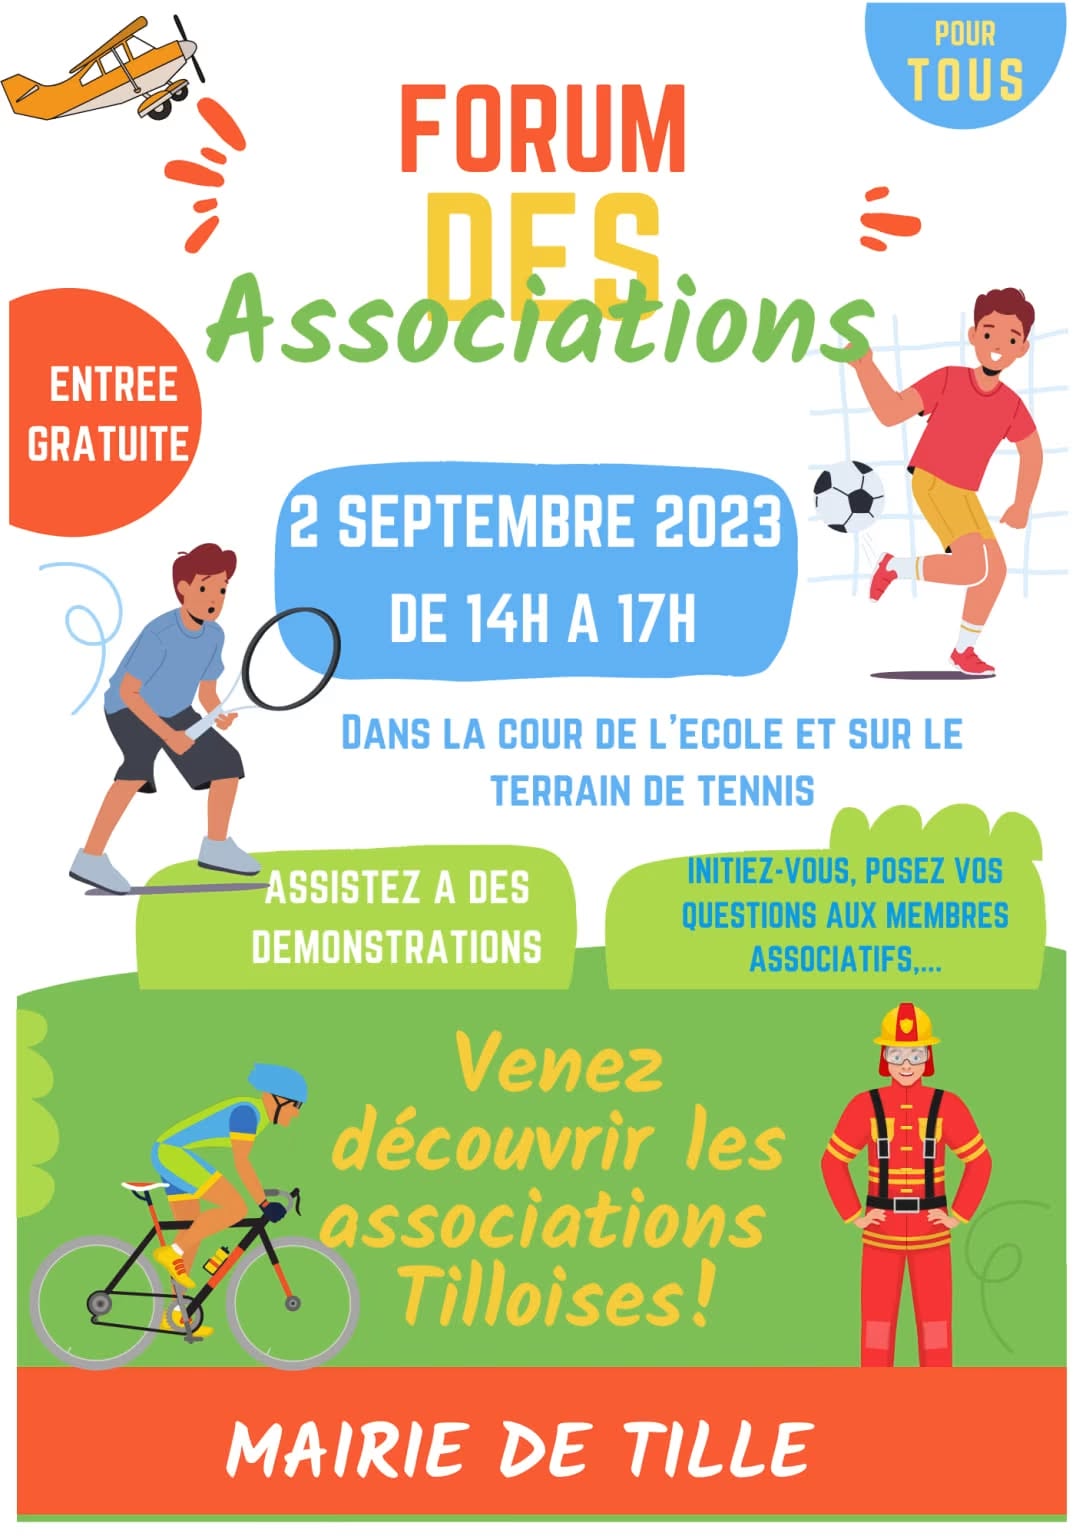 POUR
TOUS
FORUM
DES
Associations
ENTREE
GRATUITE
2 SEPTEMBRE 2023
DE 14H A 17H
DANS LA COUR DE L'ECOLE ET SUR LE
TERRAIN DE TENNIS
ASSISTEZ A DES
DEMONSTRATIONS
INITIEZ-VOUS, POSEZ VOS
QUESTIONS AUX MEMBRES
ASSOCIATIFS,...
Venez
découvrir les
associations
Tilloises!
MAIRIE DE TILLE